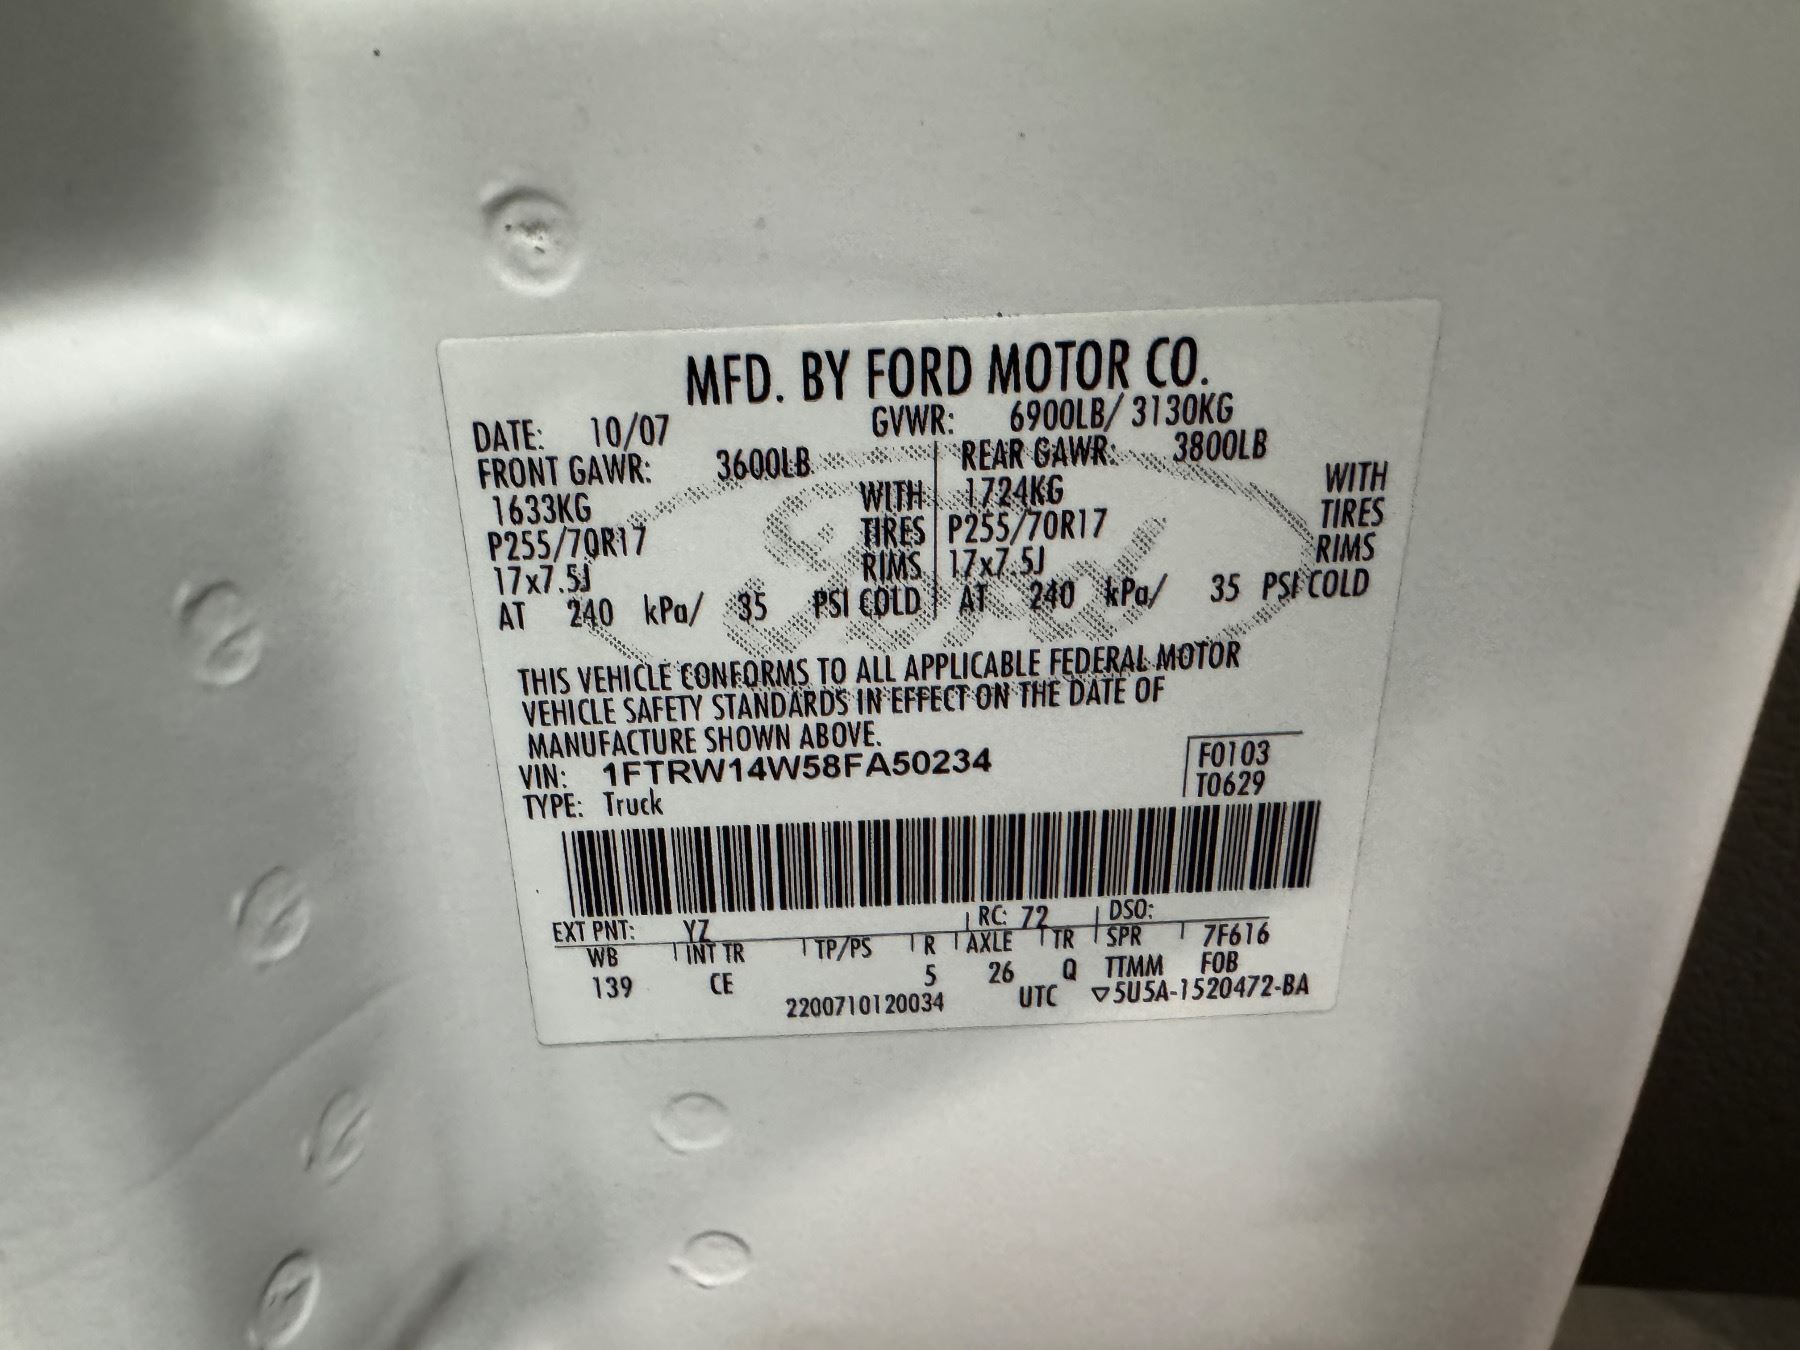 MFD. BY FORD MOTOR CO.
DATE: 10/07 GVWR: 6900LB/ 3130KG
FRONT GAWR: 3600LB REAR GAWR: 3800LB
1633KG WITH 1724KG WITH
P255/70R17 TIRES P255/70R17 TIRES
17x7.5J RIMS 17x7.5J RIMS
AT 240 kPa/ 35 PSI COLD AT 240 kPa/ 35 PSI COLD
Ford
THIS VEHICLE CONFORMS TO ALL APPLICABLE FEDERAL MOTOR
VEHICLE SAFETY STANDARDS IN EFFECT ON THE DATE OF
MANUFACTURE SHOWN ABOVE.
VIN: 1FTRW14W58FA50234 F0103
TYPE: Truck T0629
EXT PNT: YZ RC: 72 DSO:
WB INT TR TP/PS R AXLE TR SPR 7F616
139 CE 5 26 Q TTMM FOB
2200710120034 UTC ▽5U5A-1520472-BA